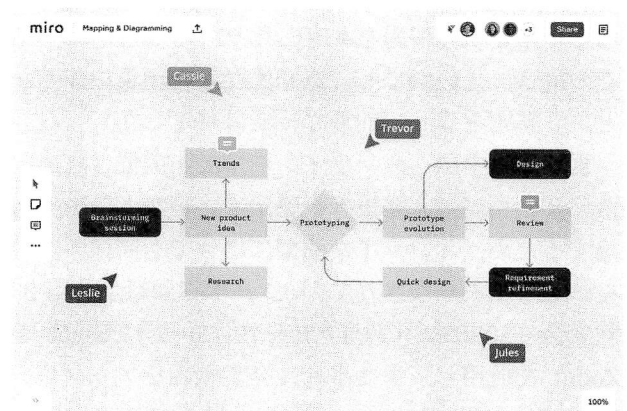 miro
Mapping & Diagramming
+3
Share
Cassie
Trevor
Trends
Design
Brainstorming
session
New product
idea
Prototyping
Prototype
evolution
Review
Research
Quick design
Requirement
refinement
Leslie
Jules
100%